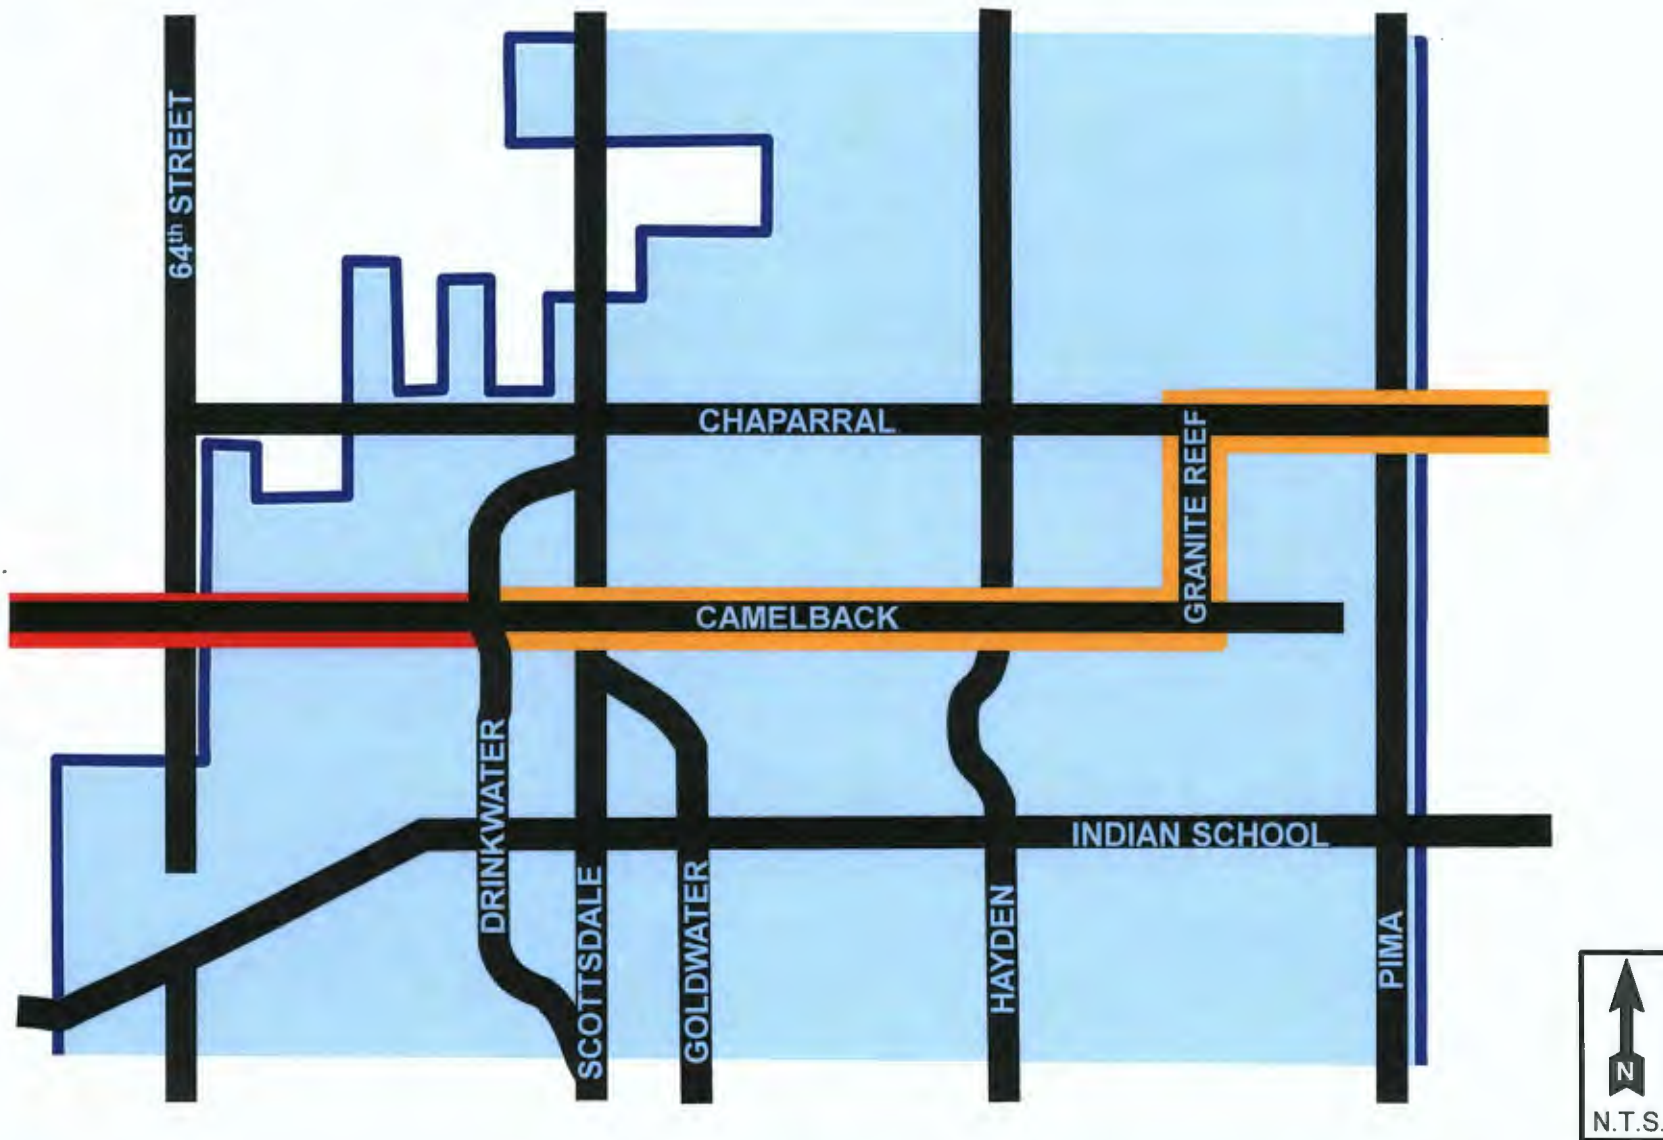 64th STREET
CHAPARRAL
GRANITE REEF
CAMELBACK
DRINKWATER
INDIAN SCHOOL
SCOTTSDALE
GOLDWATER
HAYDEN
PIMA
N
N.T.S.